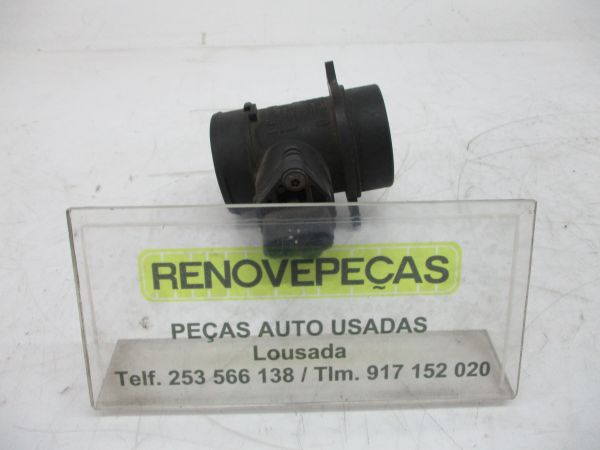 RENOVEPEÇAS
PEÇAS AUTO USADAS
Lousada
Telf. 253 566 138 / Tlm. 917 152 020